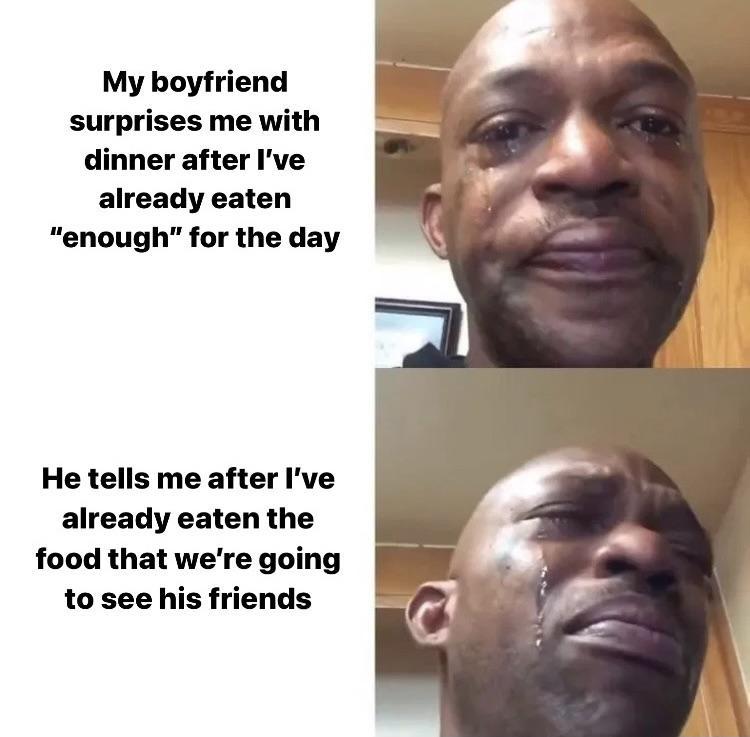 My boyfriend
surprises me with
dinner after I’ve
already eaten
“enough” for the day
He tells me after I’ve
already eaten the
food that we’re going
to see his friends